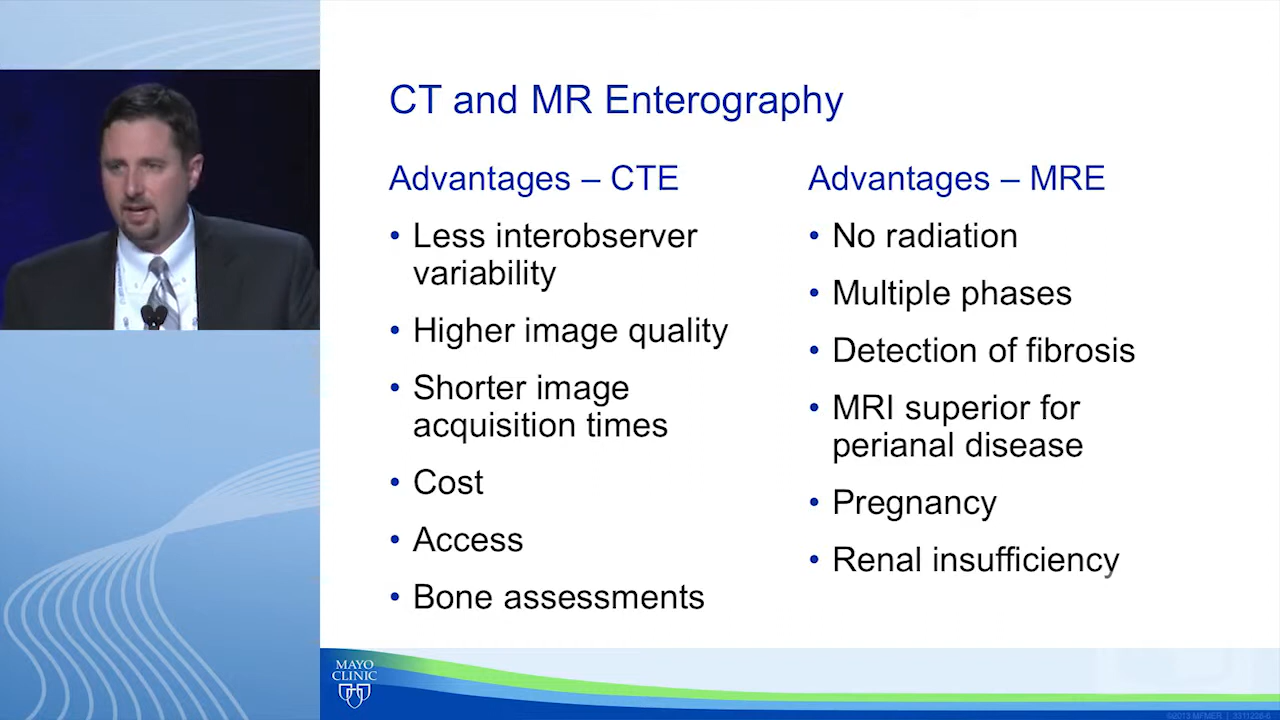 CT and MR Enterography
Advantages – CTE
• Less interobserver
variability
• Higher image quality
• Shorter image
acquisition times
• Cost
• Access
• Bone assessments
Advantages – MRE
• No radiation
• Multiple phases
• Detection of fibrosis
• MRI superior for
perianal disease
• Pregnancy
• Renal insufficiency
MAYO
CLINIC